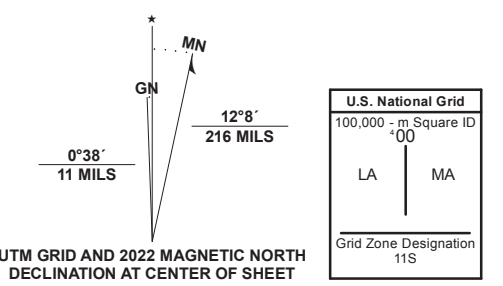 ★
MN
GN
12°8´
216 MILS
0°38´
11 MILS
UTM GRID AND 2022 MAGNETIC NORTH
DECLINATION AT CENTER OF SHEET
U.S. National Grid
100,000 - m Square ID
⁴00
LA MA
Grid Zone Designation
11S